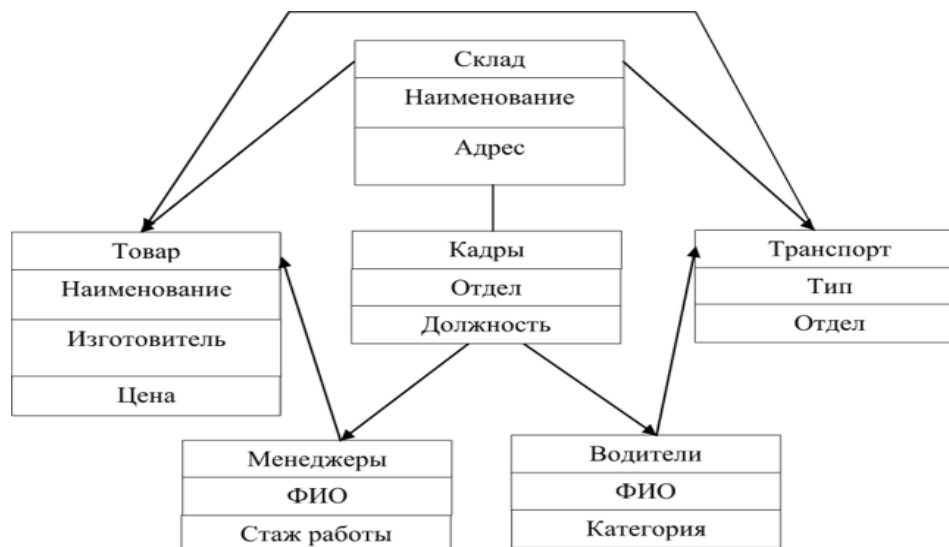 Склад
Наименование
Адрес
Товар
Наименование
Изготовитель
Цена
Кадры
Отдел
Должность
Транспорт
Тип
Отдел
Менеджеры
ФИО
Стаж работы
Водители
ФИО
Категория